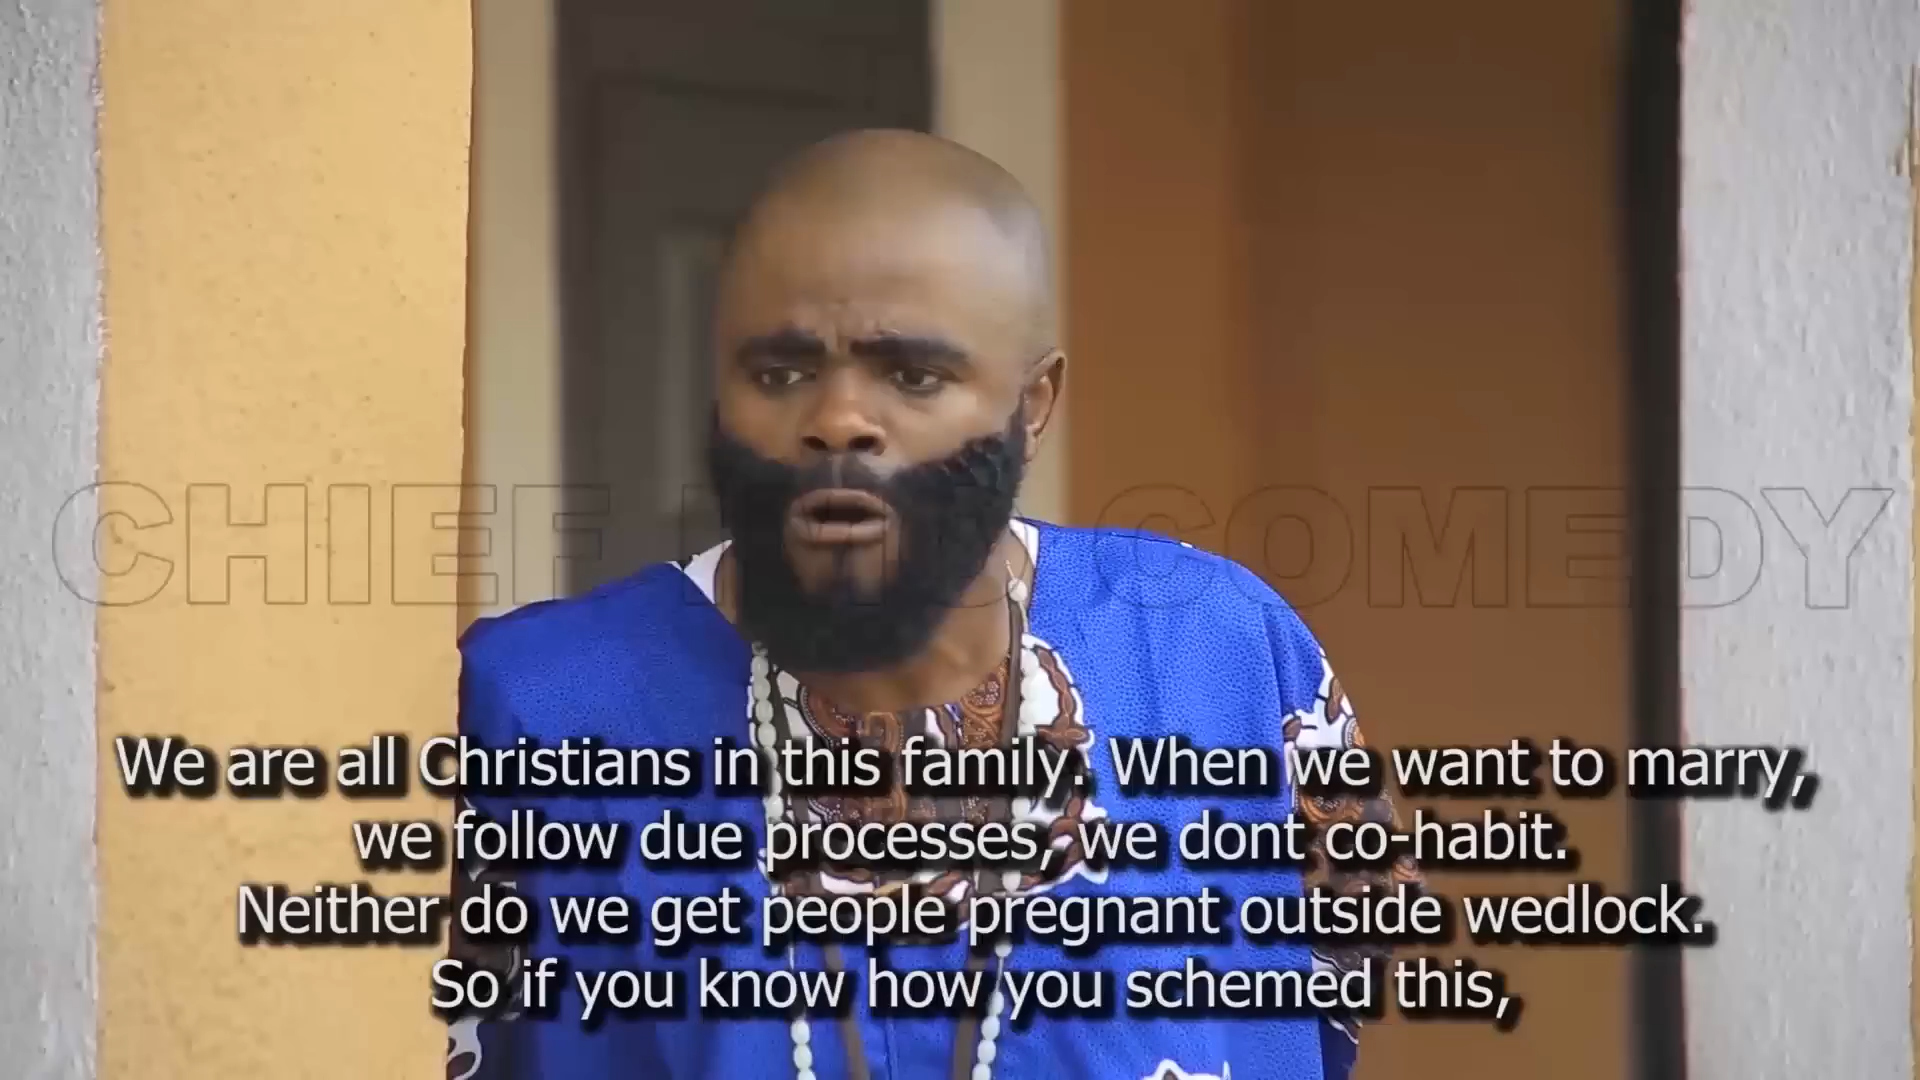 CHIEF COMEDY
We are all Christians in this family. When we want to marry,
we follow due processes, we dont co-habit.
Neither do we get people pregnant outside wedlock.
So if you know how you schemed this,